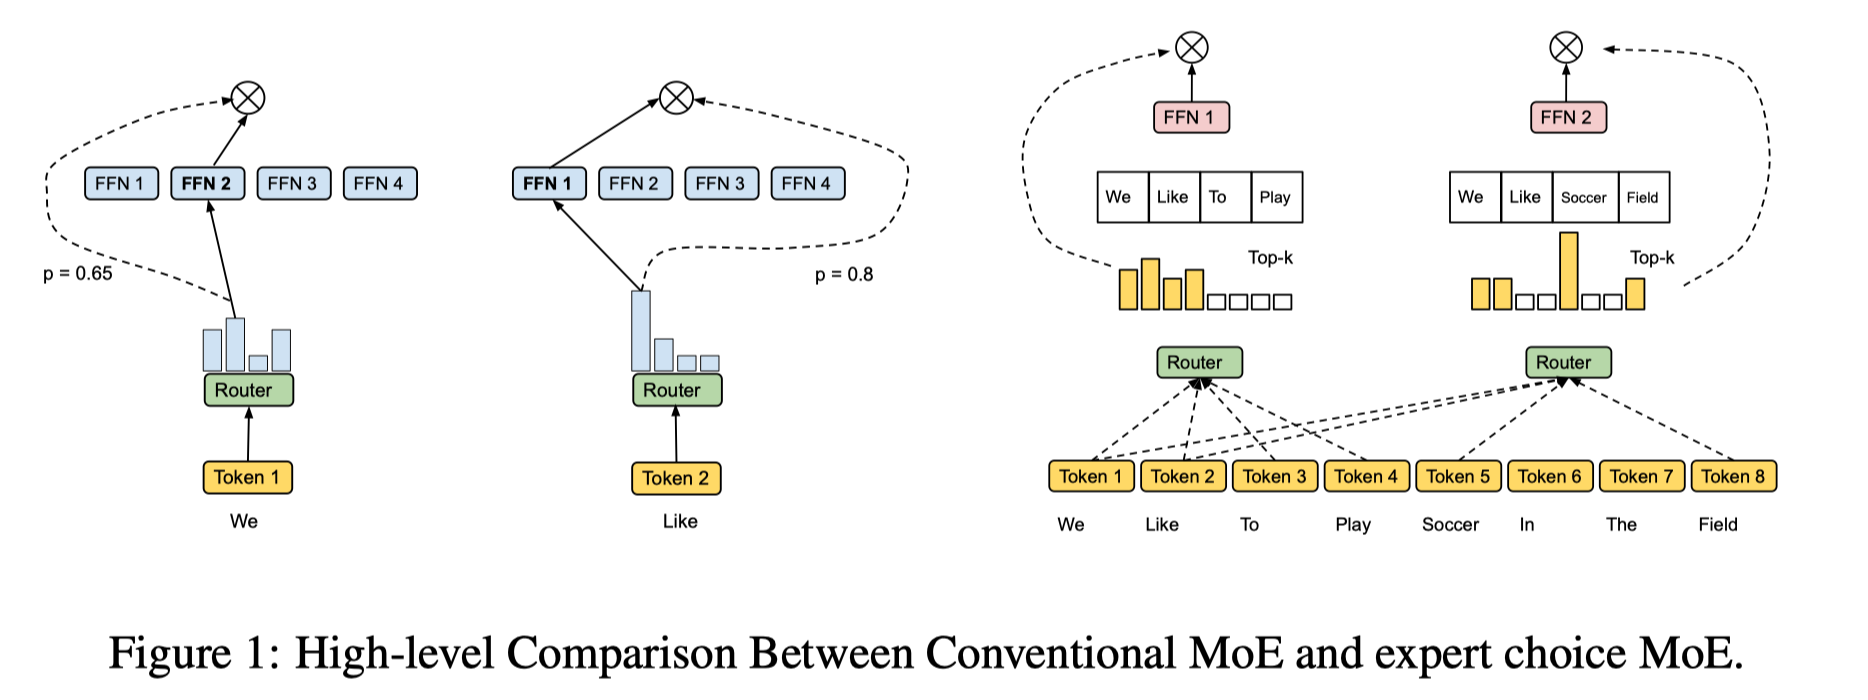 FFN 1 FFN 2 FFN 3 FFN 4
p = 0.65
Router
Token 1
We
FFN 1 FFN 2 FFN 3 FFN 4
p = 0.8
Router
Token 2
Like
FFN 1
We Like To Play
Top-k
Router
FFN 2
We Like Soccer Field
Top-k
Router
Token 1 Token 2 Token 3 Token 4 Token 5 Token 6 Token 7 Token 8
We Like To Play Soccer In The Field
Figure 1: High-level Comparison Between Conventional MoE and expert choice MoE.